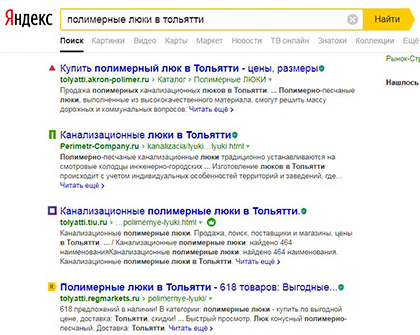 Яндекс
полимерные люки в тольятти
Найти
Поиск Картинки Видео Карты Маркет Новости ТВ онлайн Знатоки Коллекции Ещё
Рынок-Стр
Купить полимерный люк в Тольятти - цены, размеры
Нашлось
tolyatti.akron-polimer.ru › Каталог › Полимерные ЛЮКИ
Продажа полимерных канализационных люков в Тольятти. ... Полимерно-песчаные
люки, выполненные из высококачественного материала, смогут решить массу
дорожных и коммунальных вопросов. Читать ещё ›
Канализационные люки в Тольятти
Perimetr-Company.ru › kanalizacia/lyuki...lyuki.html
Полимерно-песчаные канализационные люки традиционно устанавливаются на
смотровые колодцы инженерно-городских ... Изготовление люков в Тольятти
происходит с учетом индивидуальных особенностей территорий и заведений, где...
Читать ещё ›
Канализационные полимерные люки в Тольятти.
tolyatti.tiu.ru › ...polimernye-lyuki.html
Канализационные полимерные люки. Продажа, поиск, поставщики и магазины, цены
в Тольятти. ... / Канализационные полимерные люки: найдено 464
наименования. Канализационные полимерные люки: найдено 464 наименования.
Канализационные полимерные люки в Тольятти. Читать ещё ›
Полимерные люки в Тольятти - 618 товаров: Выгодные...
tolyatti.regmarkets.ru › polimernye-lyuki/
618 предложений в наличии! В категории: полимерные люки - купить по выгодной
цене, доставка: Тольятти, скидки! ... Быстрый просмотр. Люк конусный полимерно-
песчаный. Доставка: Тольятти. Читать ещё ›